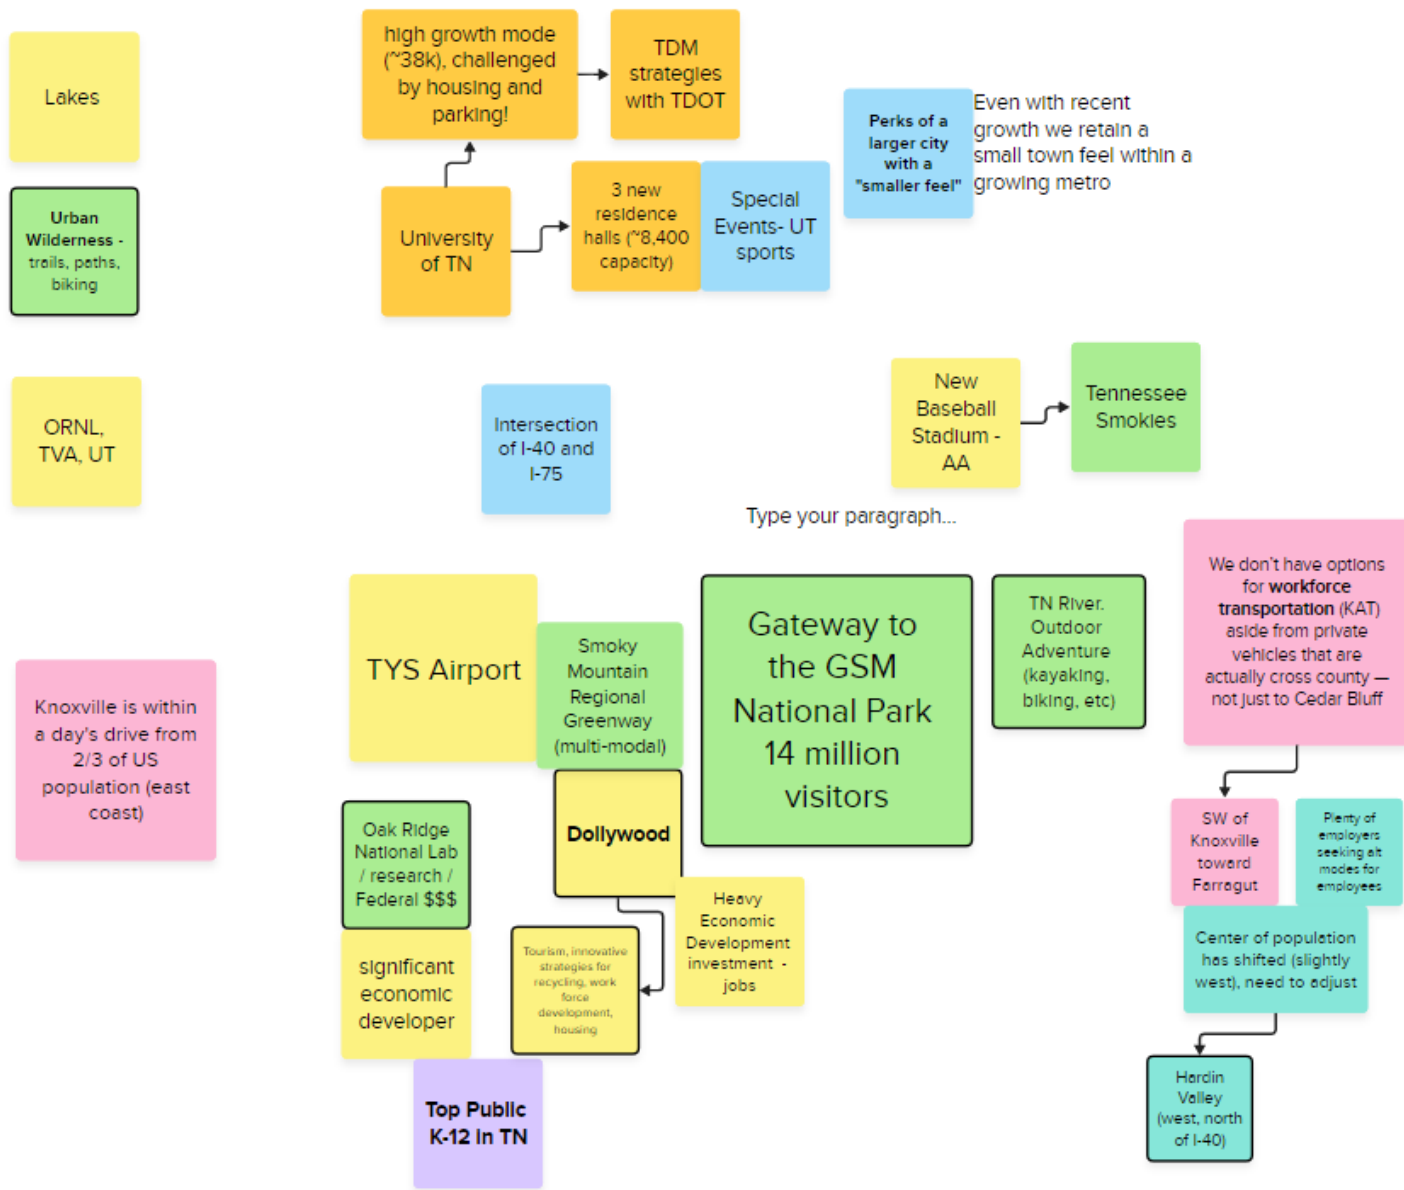 Lakes
Urban
Wilderness -
trails, paths,
biking
high growth mode
(~38k), challenged
by housing and
parking!
TDM
strategies
with TDOT
University
of TN
3 new
residence
halls (~8,400
capacity)
Special
Events- UT
sports
Perks of a
larger city
with a
"smaller feel"
Even with recent
growth we retain a
small town feel within a
growing metro
ORNL,
TVA, UT
Intersection
of I-40 and
I-75
New
Baseball
Stadium -
AA
Tennessee
Smokies
Type your paragraph...
Knoxville is within
a day's drive from
2/3 of US
population (east
coast)
TYS Airport
Smoky
Mountain
Regional
Greenway
(multi-modal)
Gateway to
the GSM
National Park
14 million
visitors
TN River.
Outdoor
Adventure
(kayaking,
biking, etc)
We don't have options
for workforce
transportation (KAT)
aside from private
vehicles that are
actually cross county —
not just to Cedar Bluff
Oak Ridge
National Lab
/ research /
Federal $$$
Dollywood
Heavy
Economic
Development
investment -
jobs
Tourism, innovative
strategies for
recycling, work
force
development,
housing
significant
economic
developer
Top Public
K-12 in TN
SW of
Knoxville
toward
Farragut
Plenty of
employers
seeking alt
modes for
employees
Center of population
has shifted (slightly
west), need to adjust
Hardin
Valley
(west, north
of I-40)